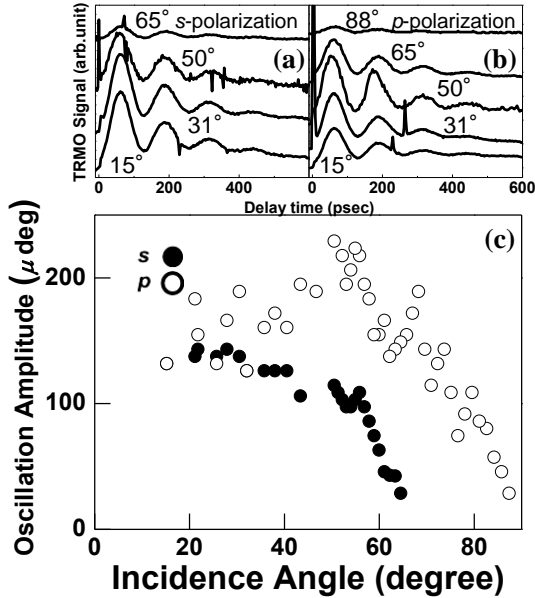 TRMO Signal (arb.unit)
65° s-polarization
(a)
50°
31°
15°
0 200 400
88° p-polarization
65°
(b)
50°
31°
15°
0 200 400 600
Delay time (psec)
(c)
s
p
Oscillation Amplitude (μ deg)
200
100
0
0 20 40 60 80
Incidence Angle (degree)